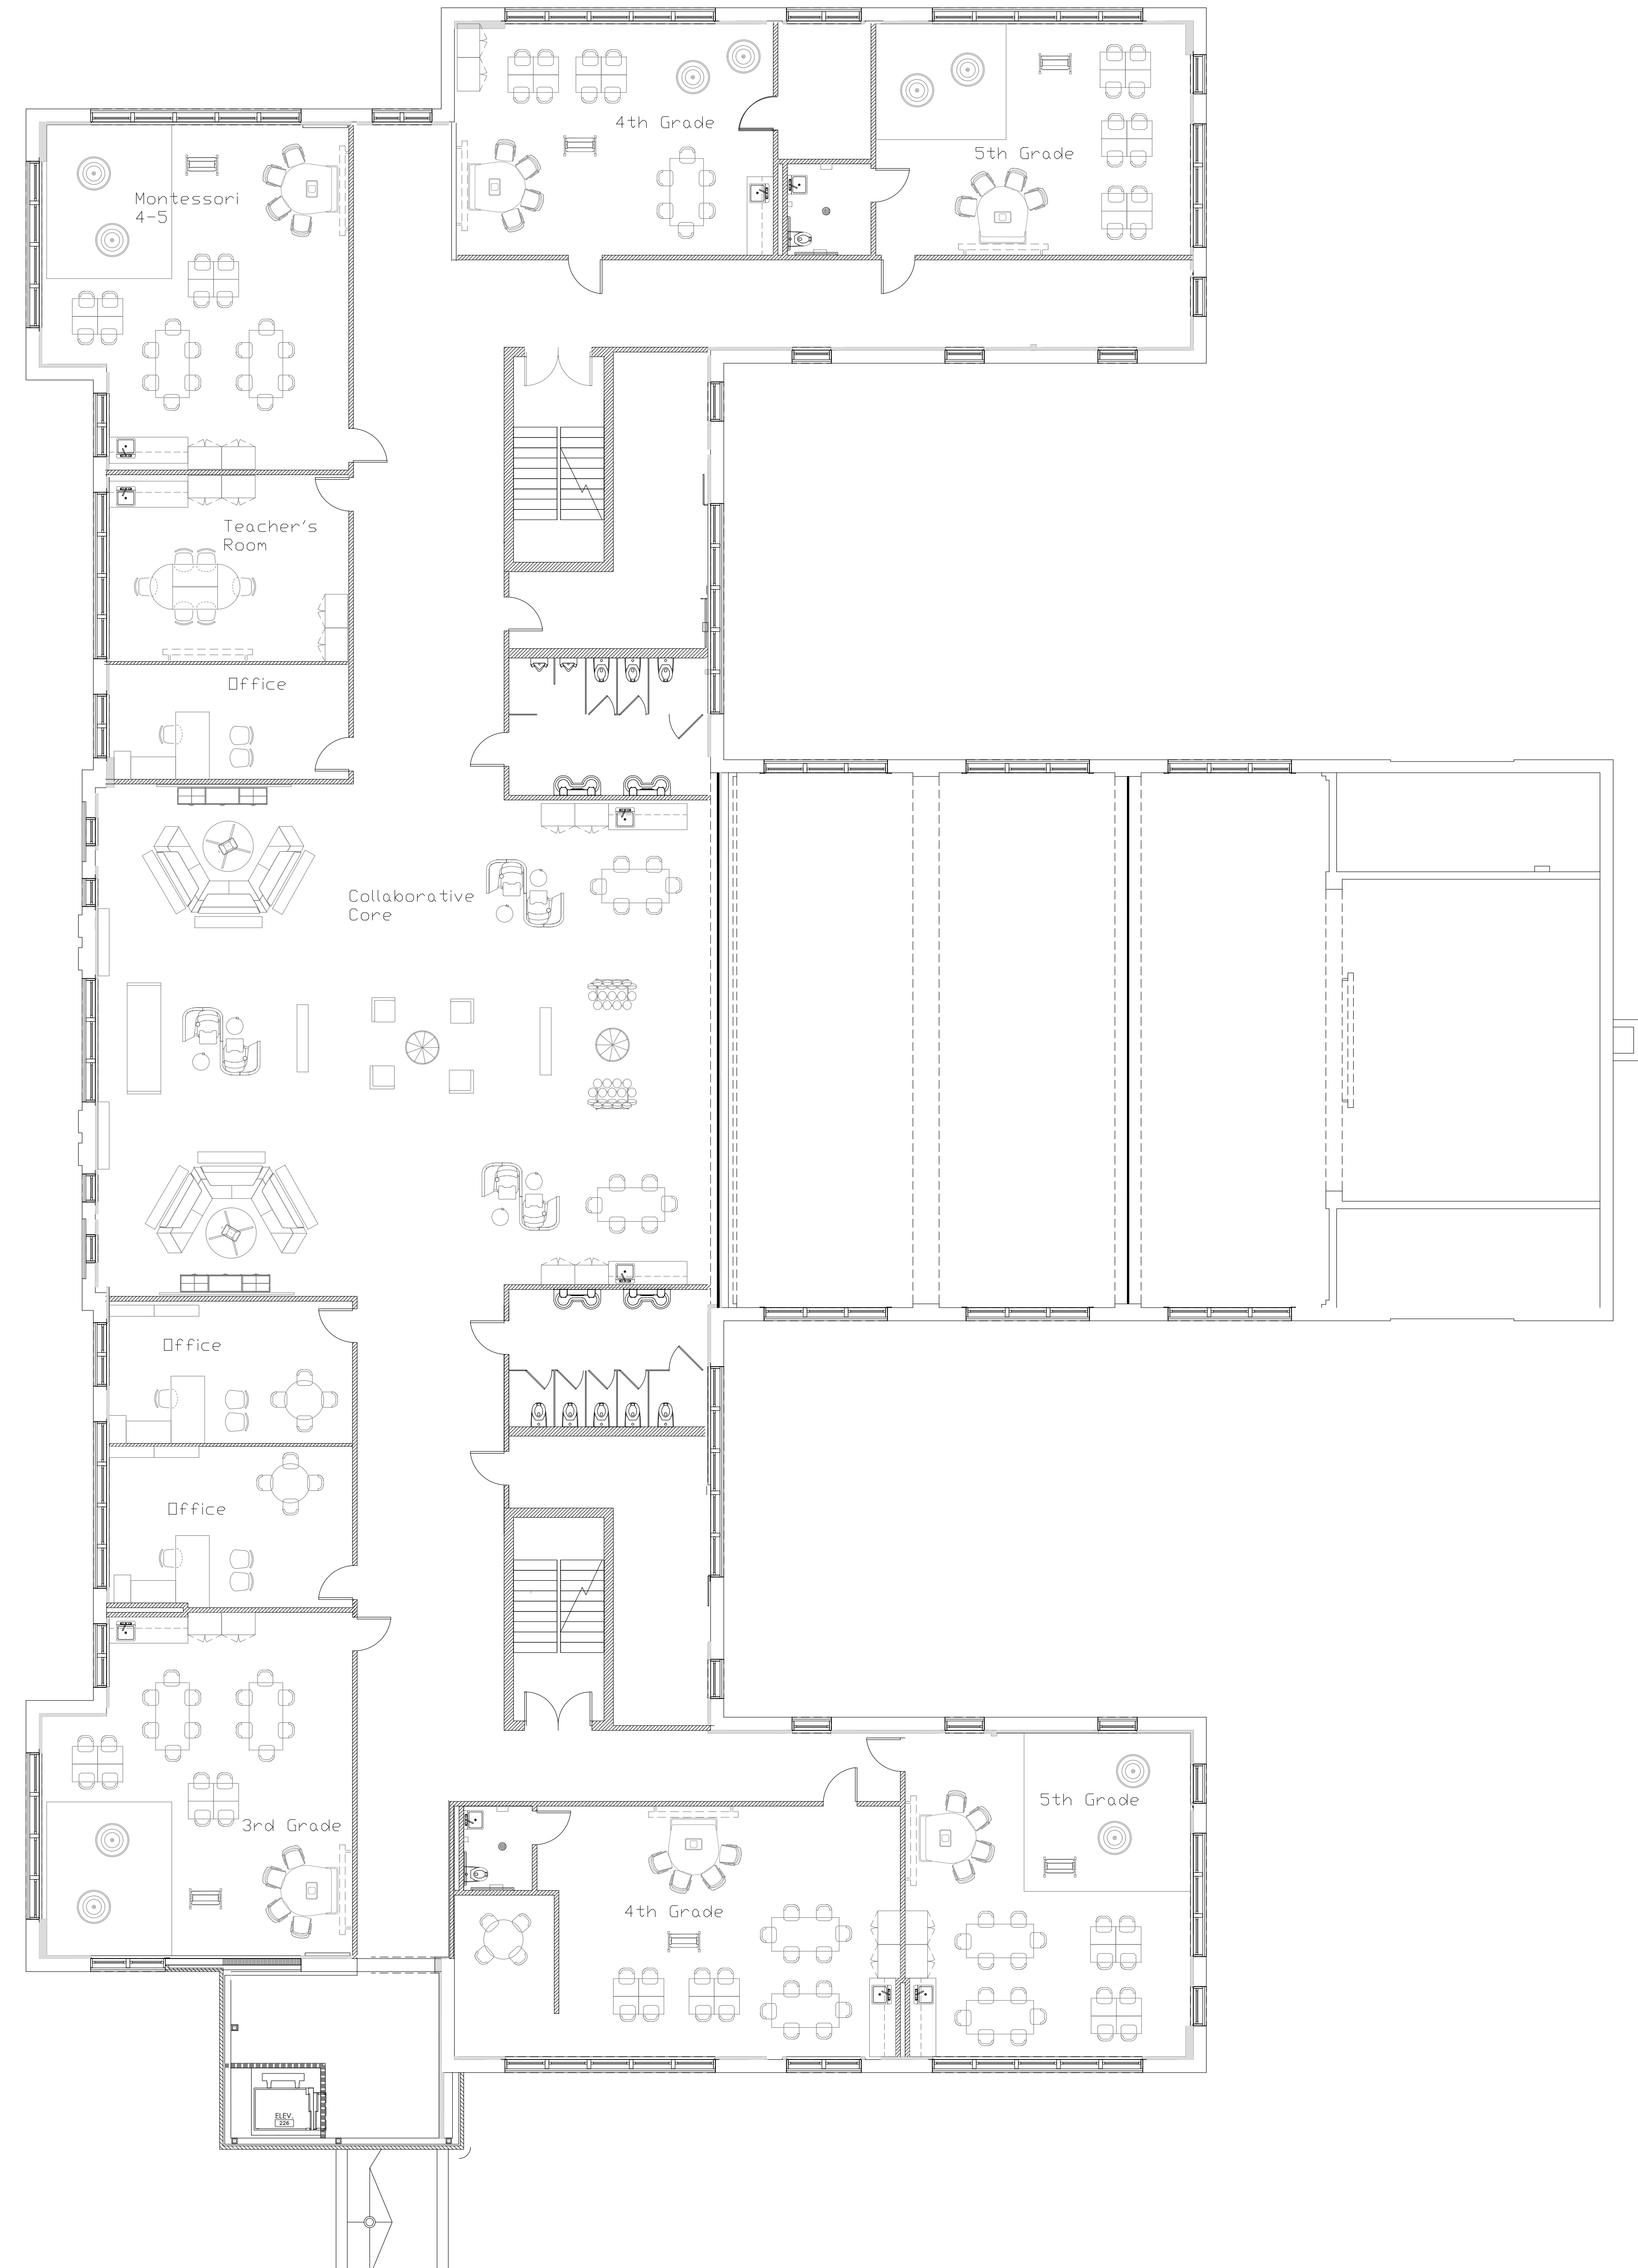 4th Grade
5th Grade
Montessori
4-5
Teacher's
Room
Office
Collaborative
Core
Office
Office
3rd Grade
5th Grade
4th Grade
ELEV.
226